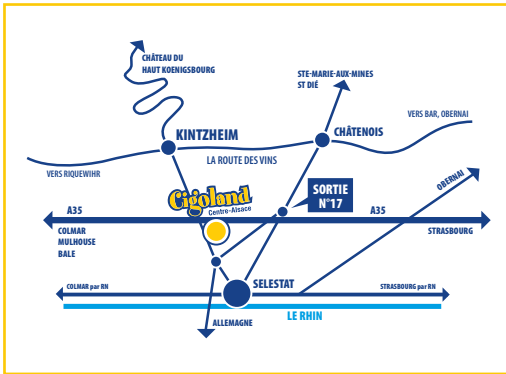 CHÂTEAU DU
HAUT KOENIGSBOURG
STE-MARIE-AUX-MINES
ST DIÉ
VERS BAR, OBERNAI
KINTZHEIM
CHÂTENOIS
LA ROUTE DES VINS
VERS RIQUEWIHR
OBERNAI
Cigoland
Centre-Alsace
SORTIE
N°17
A35
A35
COLMAR
MULHOUSE
BALE
STRASBOURG
SELESTAT
COLMAR par RN
STRASBOURG par RN
LE RHIN
ALLEMAGNE